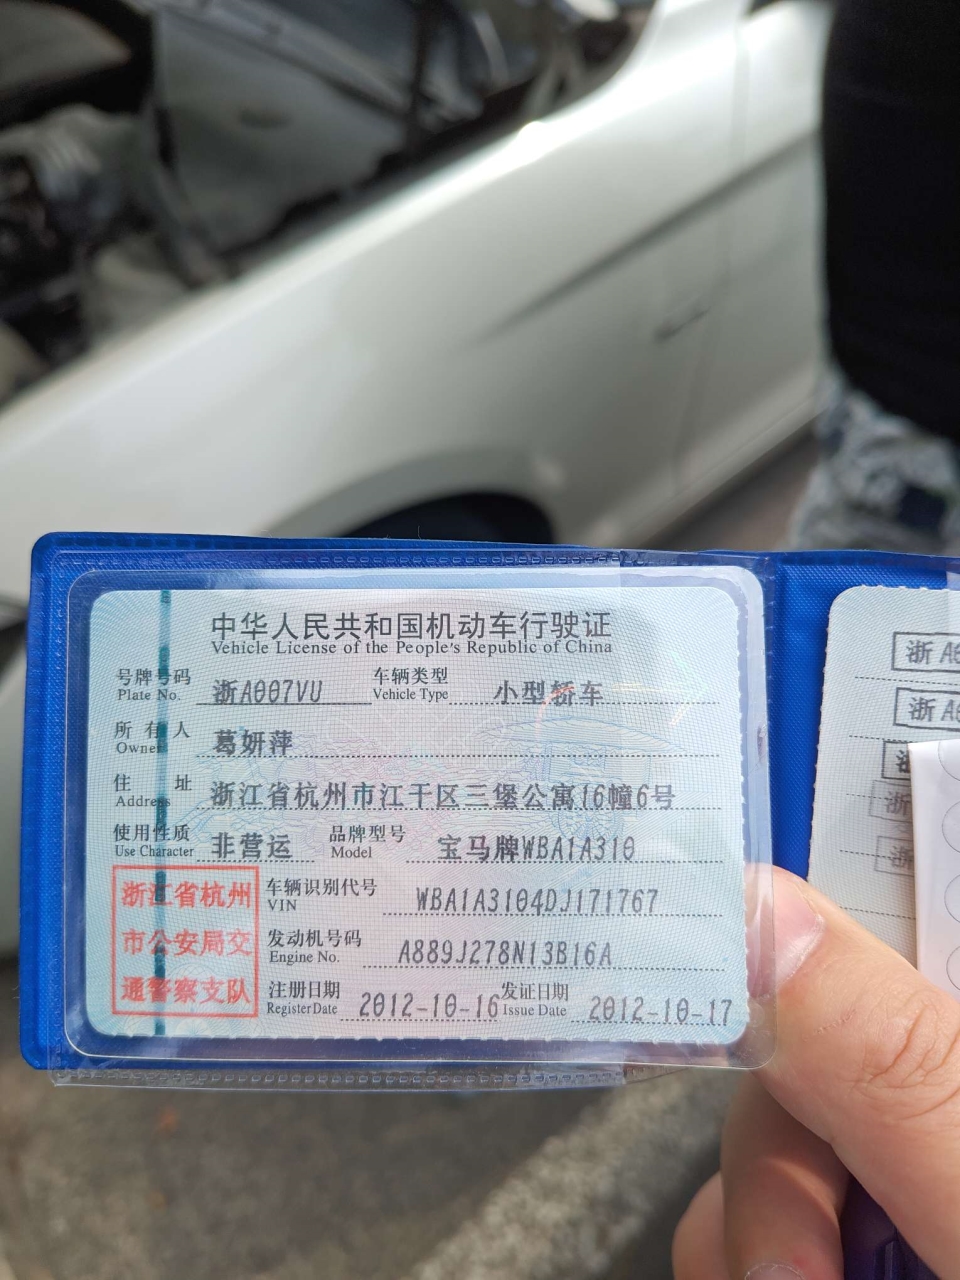 中华人民共和国机动车行驶证
Vehicle License of the People's Republic of China
号牌号码 浙A007VU 车辆类型 小型轿车
Plate No. Vehicle Type
所有人 葛妍萍
Owner
住址 浙江省杭州市江干区三堡公寓16幢6号
Address
使用性质 非营运 品牌型号 宝马牌WBA1A310
Use Character Model
浙江省杭州
市公安局交
通警察支队
车辆识别代号 WBA1A3104DJ171767
VIN
发动机号码 A889J278N13B16A
Engine No.
注册日期 2012-10-16 发证日期 2012-10-17
Register Date Issue Date
浙A0
浙A0
浙
浙